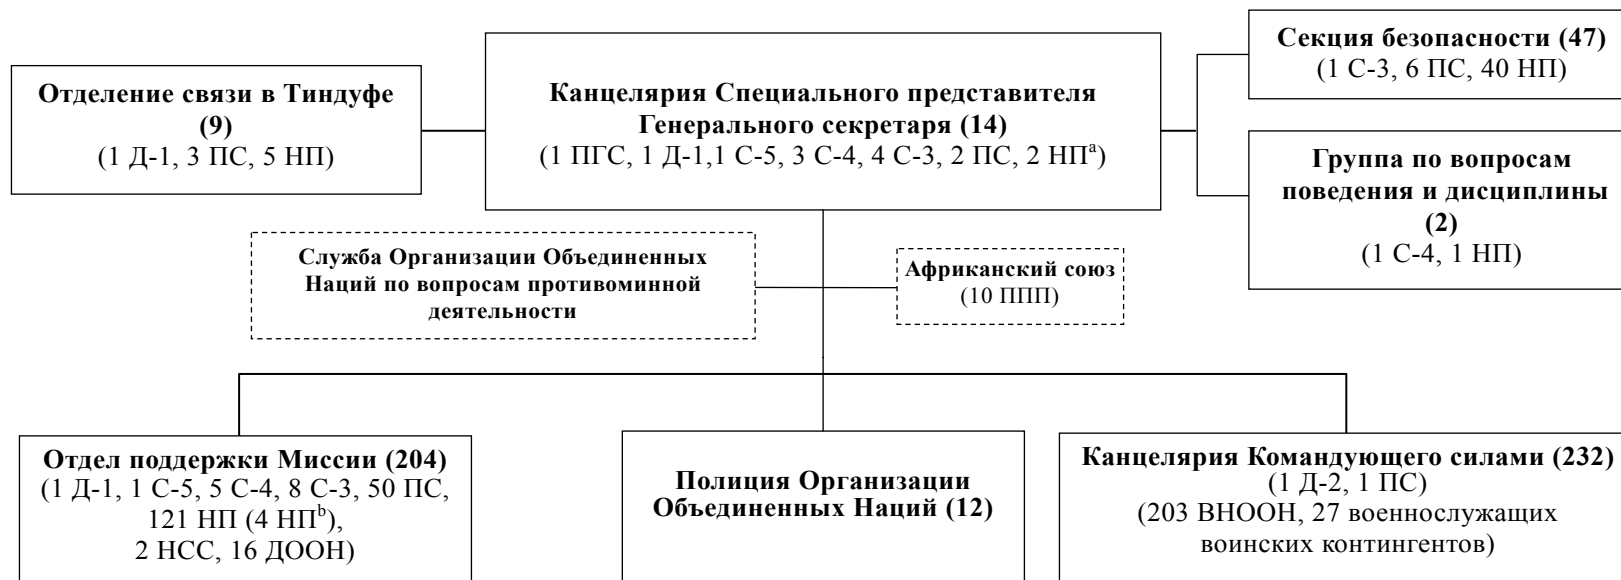 Отделение связи в Тиндуфе
(9)
(1 Д-1, 3 ПС, 5 НП)
Канцелярия Специального представителя
Генерального секретаря (14)
(1 ПГС, 1 Д-1,1 С-5, 3 С-4, 4 С-3, 2 ПС, 2 НПª)
Секция безопасности (47)
(1 С-3, 6 ПС, 40 НП)
Группа по вопросам
поведения и дисциплины
(2)
(1 С-4, 1 НП)
Служба Организации Объединенных
Наций по вопросам противоминной
деятельности
Африканский союз
(10 ППП)
Отдел поддержки Миссии (204)
(1 Д-1, 1 С-5, 5 С-4, 8 С-3, 50 ПС,
121 НП (4 НПᵇ),
2 НСС, 16 ДООН)
Полиция Организации
Объединенных Наций (12)
Канцелярия Командующего силами (232)
(1 Д-2, 1 ПС)
(203 ВНООН, 27 военнослужащих
воинских контингентов)